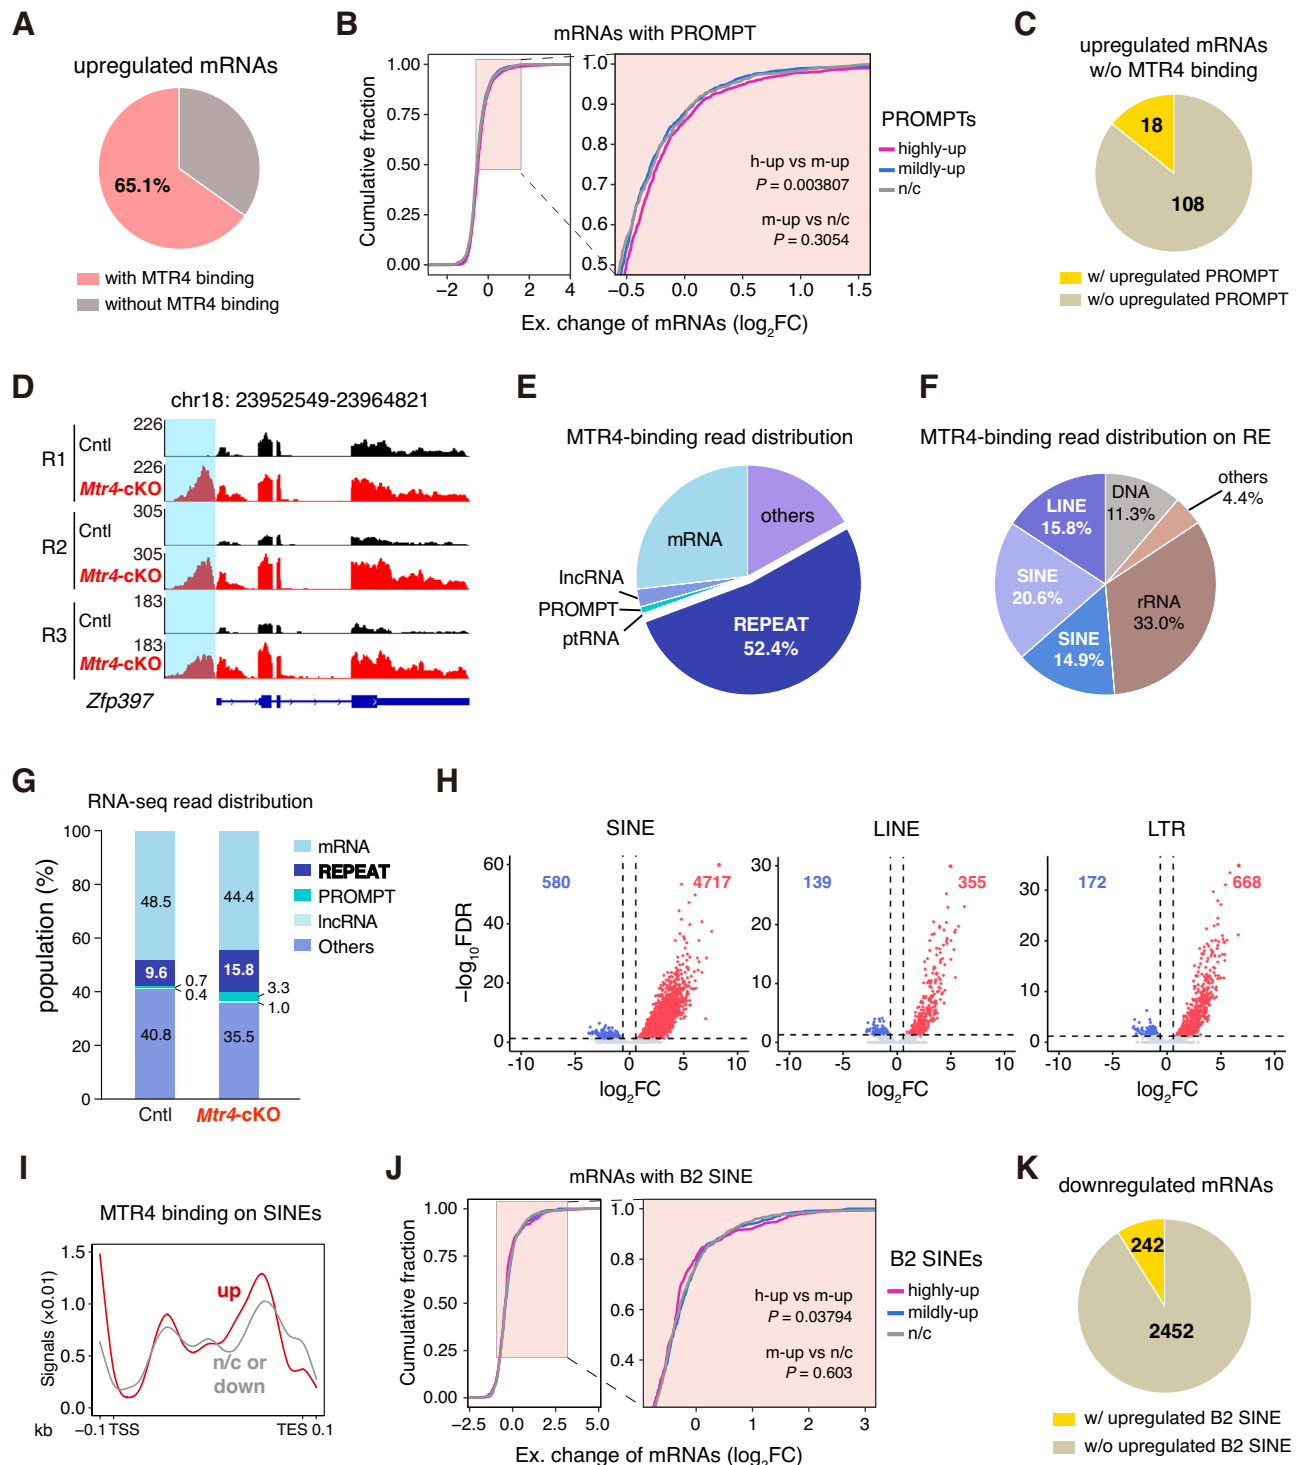 A
upregulated mRNAs
65.1%
with MTR4 binding
without MTR4 binding
B
mRNAs with PROMPT
Cumulative fraction
1.00
0.75
0.50
0.25
0.00
−2 0 2 4
1.0
0.9
0.8
0.7
0.6
0.5
−0.5 0.0 0.5 1.0 1.5
h-up vs m-up
P = 0.003807
m-up vs n/c
P = 0.3054
Ex. change of mRNAs (log2FC)
PROMPTs
highly-up
mildly-up
n/c
C
upregulated mRNAs
w/o MTR4 binding
18
108
w/ upregulated PROMPT
w/o upregulated PROMPT
D
chr18: 23952549-23964821
R1
226
Cntl
226
Mtr4-cKO
R2
305
Cntl
305
Mtr4-cKO
R3
183
Cntl
183
Mtr4-cKO
Zfp397
E
MTR4-binding read distribution
others
mRNA
lncRNA
PROMPT
ptRNA
REPEAT
52.4%
F
MTR4-binding read distribution on RE
DNA
11.3%
others
4.4%
LINE
15.8%
SINE
20.6%
SINE
14.9%
rRNA
33.0%
G
RNA-seq read distribution
population (%)
100
80
60
40
20
0
48.5
9.6
0.7
0.4
40.8
44.4
15.8
3.3
1.0
35.5
Cntl
Mtr4-cKO
mRNA
REPEAT
PROMPT
lncRNA
Others
H
SINE
LINE
LTR
−log10FDR
60
40
20
0
580
4717
-10 -5 0 5 10
log2FC
30
20
10
0
139
355
-10 -5 0 5 10
log2FC
30
20
10
0
172
668
-10 -5 0 5 10
log2FC
I
MTR4 binding on SINEs
Signals (×0.01)
1.5
1.0
0.5
0.0
up
n/c or
down
kb
−0.1 TSS
TES 0.1
J
mRNAs with B2 SINE
Cumulative fraction
1.00
0.75
0.50
0.25
0.00
−2.5 0.0 2.5 5.0
1.0
0.8
0.6
0.4
0 1 2 3
h-up vs m-up
P = 0.03794
m-up vs n/c
P = 0.603
Ex. change of mRNAs (log2FC)
B2 SINEs
highly-up
mildly-up
n/c
K
downregulated mRNAs
242
2452
w/ upregulated B2 SINE
w/o upregulated B2 SINE